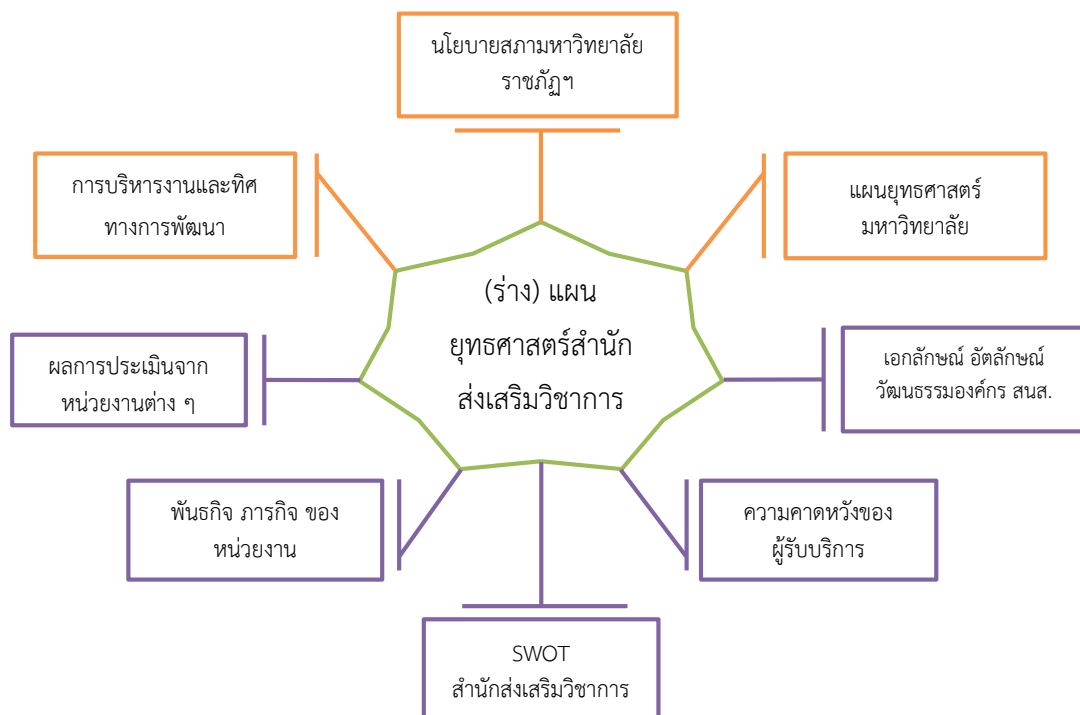 นโยบายสภามหาวิทยาลัย
ราชภัฏฯ
การบริหารงานและทิศ
ทางการพัฒนา
แผนยุทธศาสตร์
มหาวิทยาลัย
(ร่าง) แผน
ยุทธศาสตร์สำนัก
ส่งเสริมวิชาการ
ผลการประเมินจาก
หน่วยงานต่าง ๆ
เอกลักษณ์ อัตลักษณ์
วัฒนธรรมองค์กร สนส.
พันธกิจ ภารกิจ ของ
หน่วยงาน
ความคาดหวังของ
ผู้รับบริการ
SWOT
สำนักส่งเสริมวิชาการ